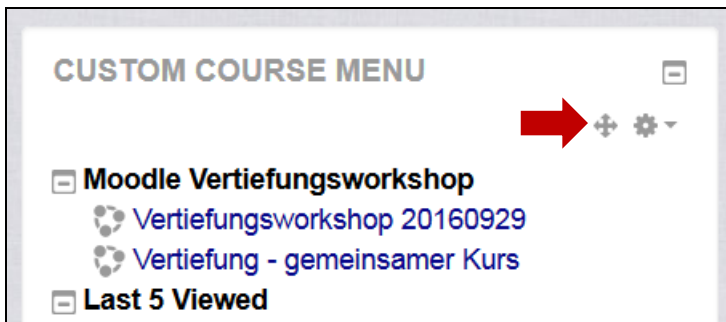 CUSTOM COURSE MENU
Moodle Vertiefungsworkshop
Vertiefungsworkshop 20160929
Vertiefung - gemeinsamer Kurs
Last 5 Viewed